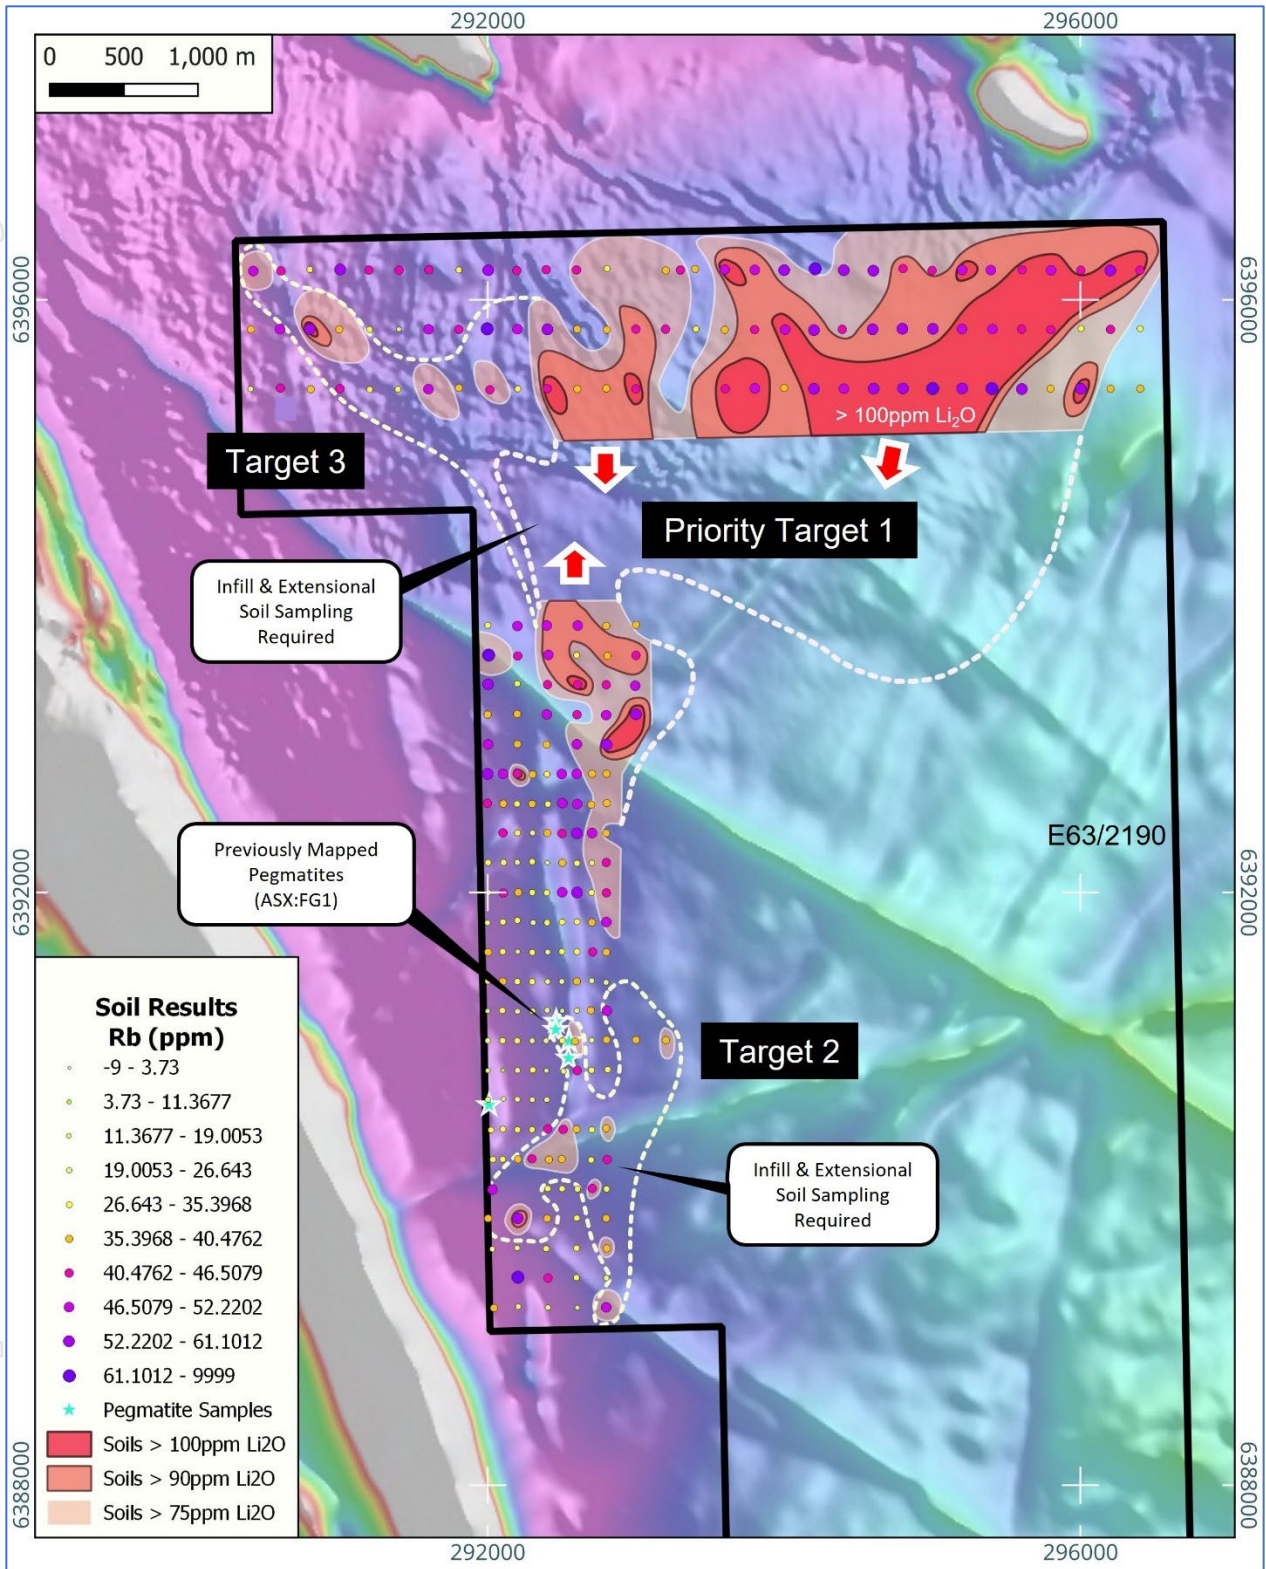 292000
296000
0 500 1,000 m
6396000
6396000
> 100ppm Li₂O
Target 3
Priority Target 1
Infill & Extensional
Soil Sampling
Required
E63/2190
Previously Mapped
Pegmatites
(ASX:FG1)
6392000
6392000
Target 2
Infill & Extensional
Soil Sampling
Required
Soil Results
Rb (ppm)
-9 - 3.73
3.73 - 11.3677
11.3677 - 19.0053
19.0053 - 26.643
26.643 - 35.3968
35.3968 - 40.4762
40.4762 - 46.5079
46.5079 - 52.2202
52.2202 - 61.1012
61.1012 - 9999
Pegmatite Samples
Soils > 100ppm Li2O
Soils > 90ppm Li2O
Soils > 75ppm Li2O
6388000
6388000
292000
296000